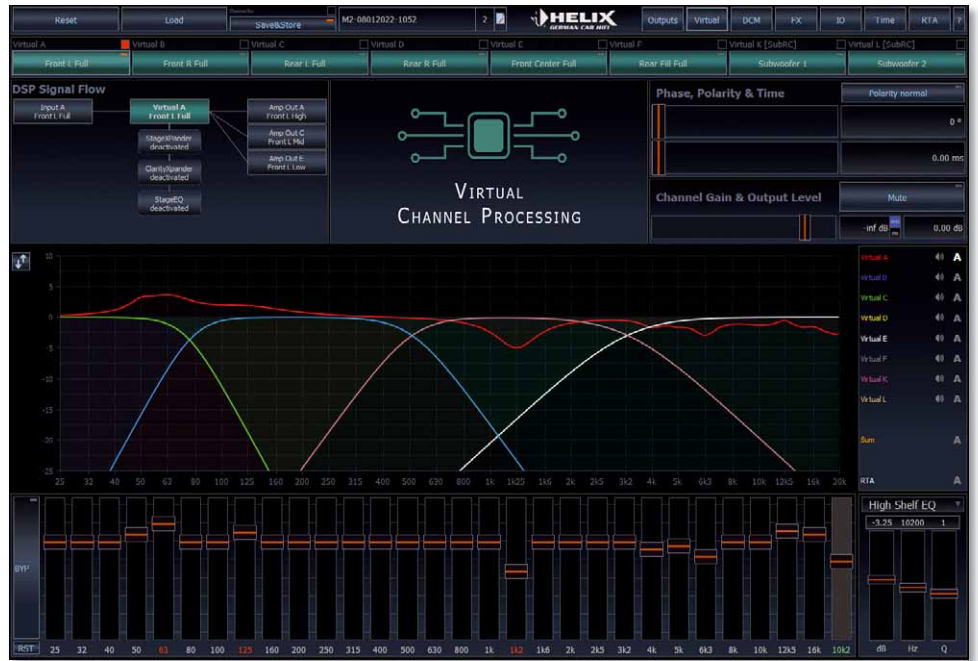 Reset Load Save&Store M2-08012022-1052 2 HELIX GERMAN CAR HIFI Outputs Virtual DCM FX IO Time RTA ?
Virtual A Virtual B Virtual C Virtual D Virtual E Virtual F Virtual K [SubRC] Virtual L [SubRC]
Front L Full Front R Full Rear L Full Rear R Full Front Center Full Rear Fill Full Subwoofer 1 Subwoofer 2
DSP Signal Flow
Input A
Front L Full
Virtual A
Front L Full
StageXPander
deactivated
ClarityXpander
deactivated
StageEQ
deactivated
Amp Out A
Front L High
Amp Out C
Front L Mid
Amp Out E
Front L Low
VIRTUAL
CHANNEL PROCESSING
Phase, Polarity & Time Polarity normal
0 °
0.00 ms
Channel Gain & Output Level Mute
-inf dB 0.00 dB
10
5
0
-5
-10
-15
-20
25
25 32 40 50 63 80 100 125 160 200 250 315 400 500 630 800 1k 1k25 1k6 2k 2k5 3k2 4k 5k 6k3 8k 10k 12k5 16k 20k
Virtual A A
Virtual B A
Virtual C A
Virtual D A
Virtual E A
Virtual F A
Virtual K A
Virtual L A
Sum A
RTA A
BYP
RST 25 32 40 50 63 80 100 125 160 200 250 315 400 500 630 800 1k 1k2 1k6 2k 2k5 3k2 4k 5k 6k3 8k 10k 12k5 16k 10k2
High Shelf EQ
-3.25 10200 1
dB Hz Q